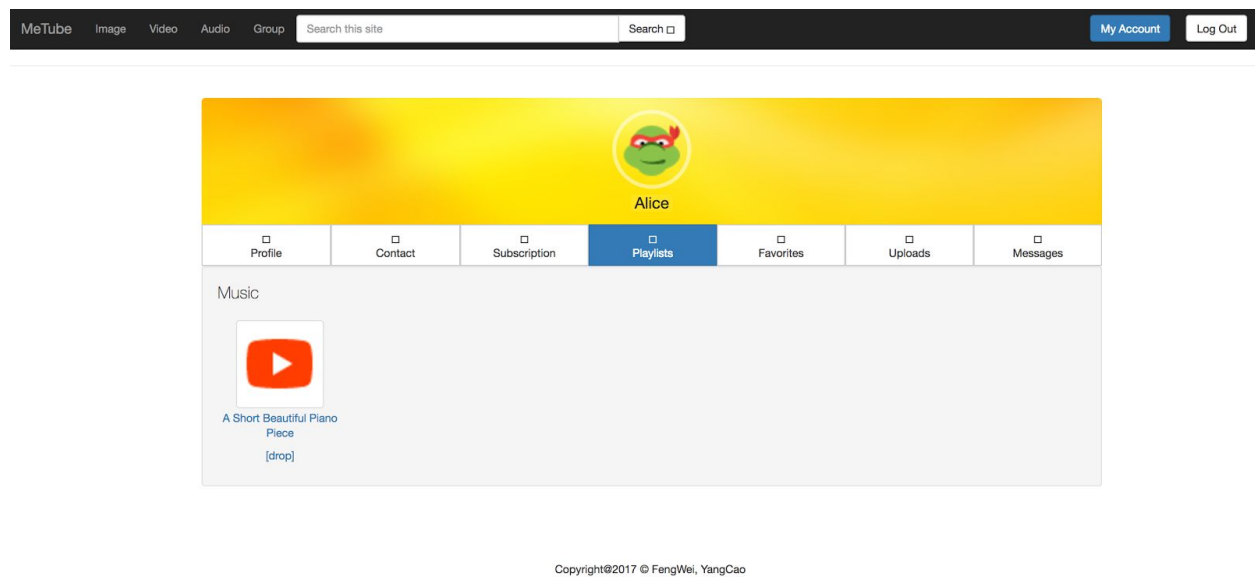 MeTube Image Video Audio Group Search this site Search My Account Log Out
Alice
Profile Contact Subscription Playlists Favorites Uploads Messages
Music
A Short Beautiful Piano
Piece
[drop]
Copyright@2017 © FengWei, YangCao